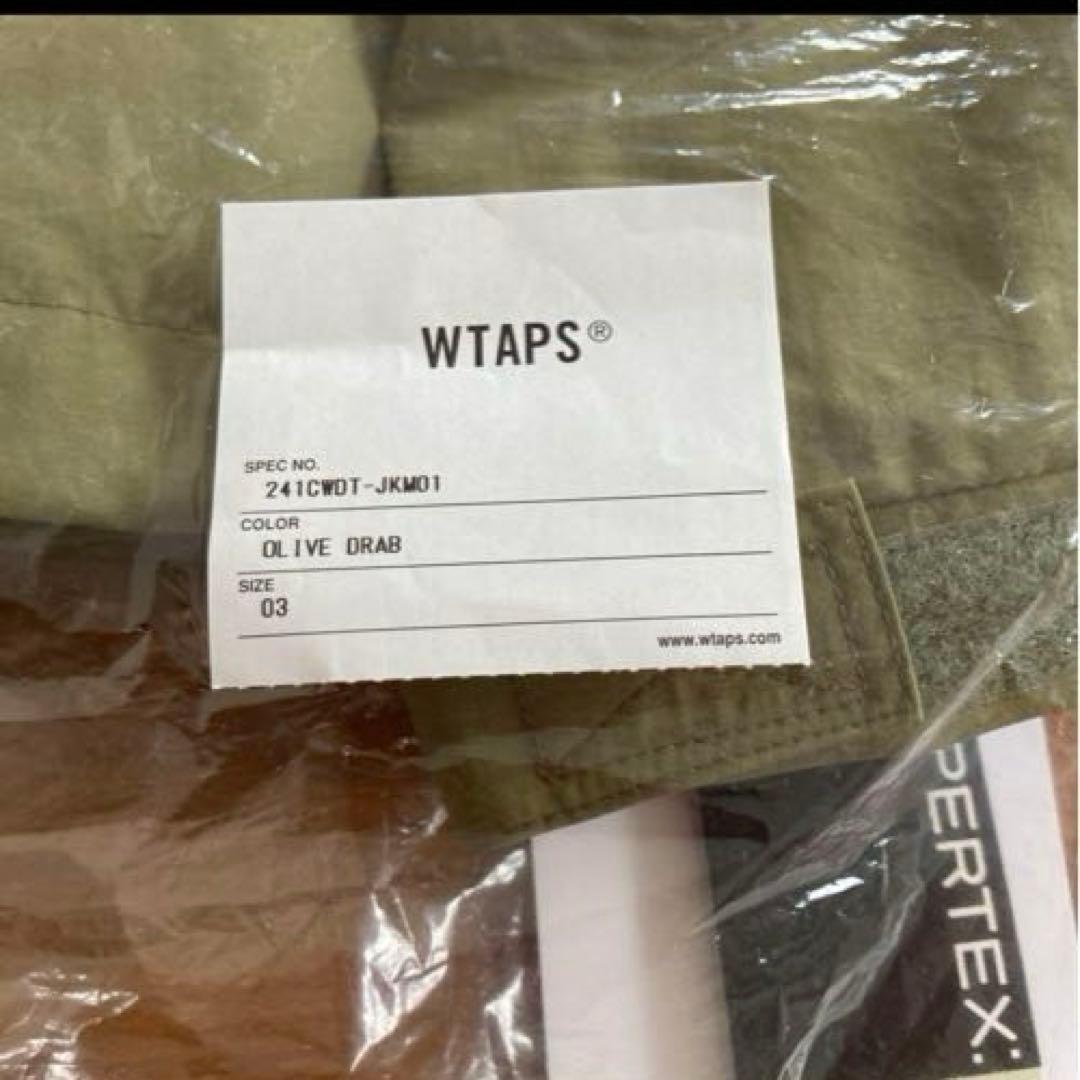 WTAPS®
SPEC NO.
241CWDT-JKM01
COLOR
OLIVE DRAB
SIZE
03
www.wtaps.com
PERTEX: